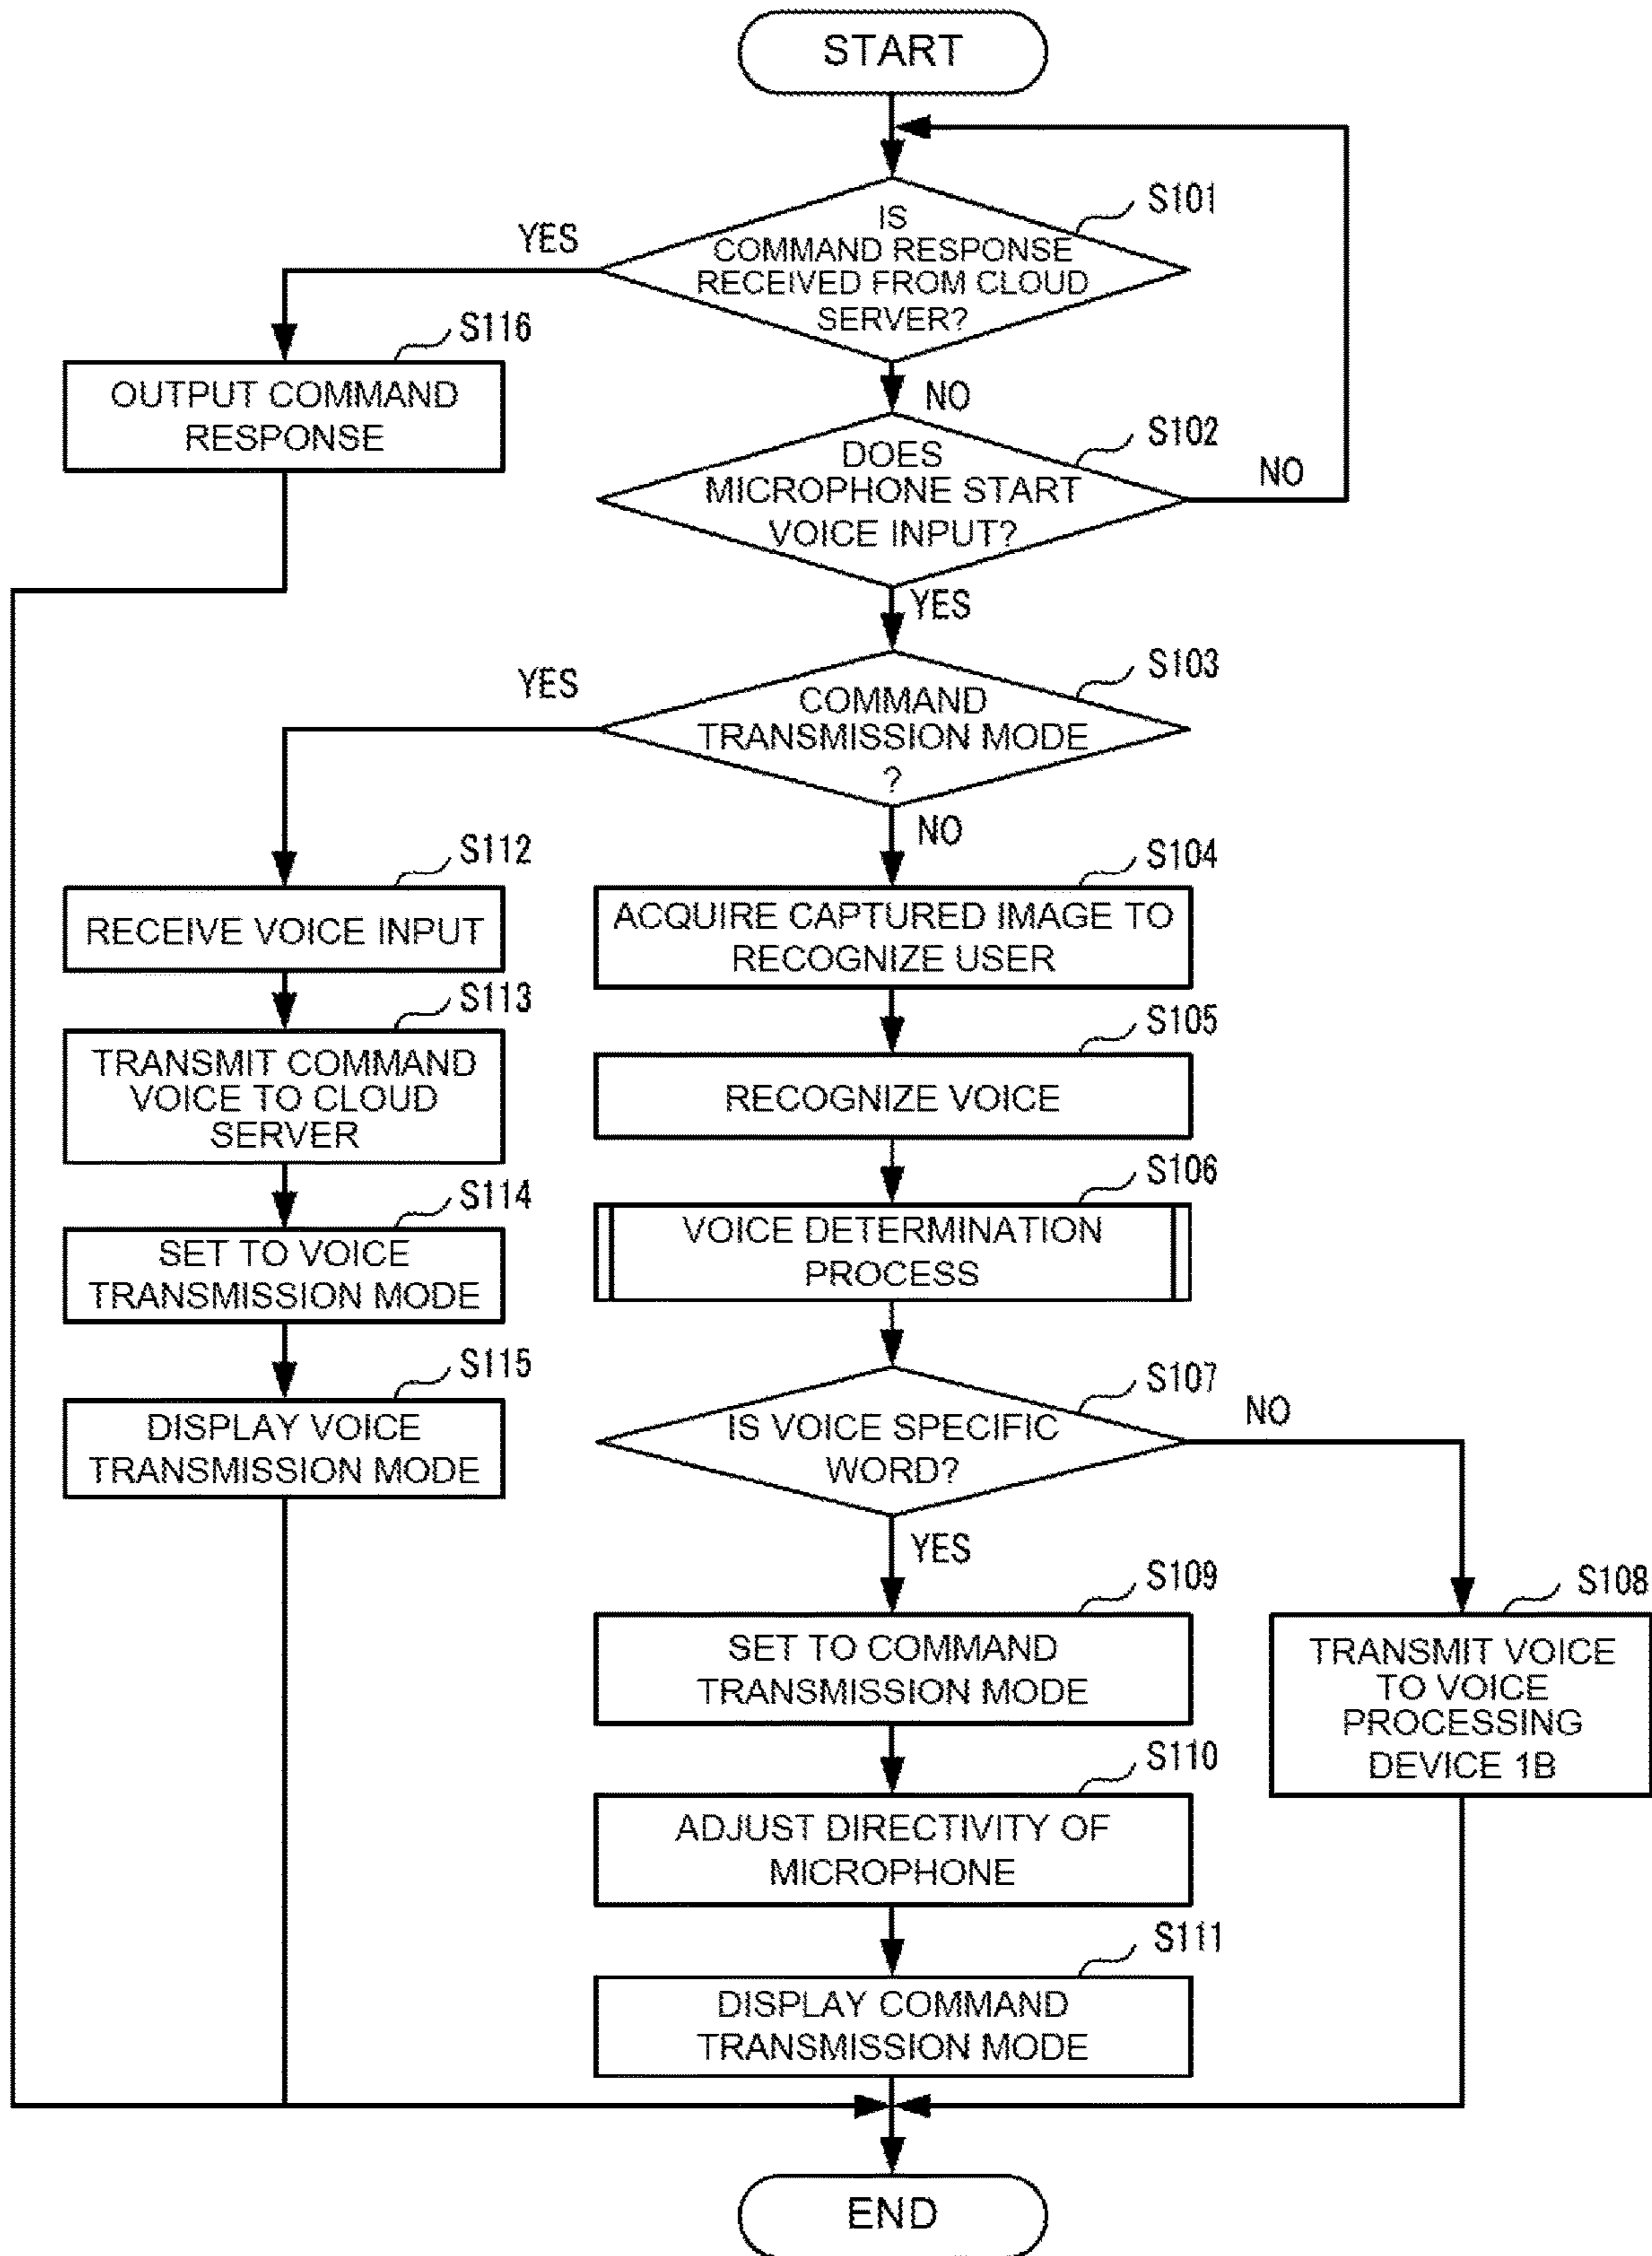 START
S101
YES
IS
COMMAND RESPONSE
RECEIVED FROM CLOUD
SERVER?
S116
OUTPUT COMMAND
RESPONSE
NO
S102
DOES
MICROPHONE START
VOICE INPUT?
NO
YES
S103
YES
COMMAND
TRANSMISSION MODE
?
NO
S112
RECEIVE VOICE INPUT
S104
ACQUIRE CAPTURED IMAGE TO
RECOGNIZE USER
S113
TRANSMIT COMMAND
VOICE TO CLOUD
SERVER
S105
RECOGNIZE VOICE
S114
SET TO VOICE
TRANSMISSION MODE
S106
VOICE DETERMINATION
PROCESS
S115
DISPLAY VOICE
TRANSMISSION MODE
S107
IS VOICE SPECIFIC
WORD?
NO
YES
S109
SET TO COMMAND
TRANSMISSION MODE
S108
TRANSMIT VOICE
TO VOICE
PROCESSING
DEVICE 1B
S110
ADJUST DIRECTIVITY OF
MICROPHONE
S111
DISPLAY COMMAND
TRANSMISSION MODE
END